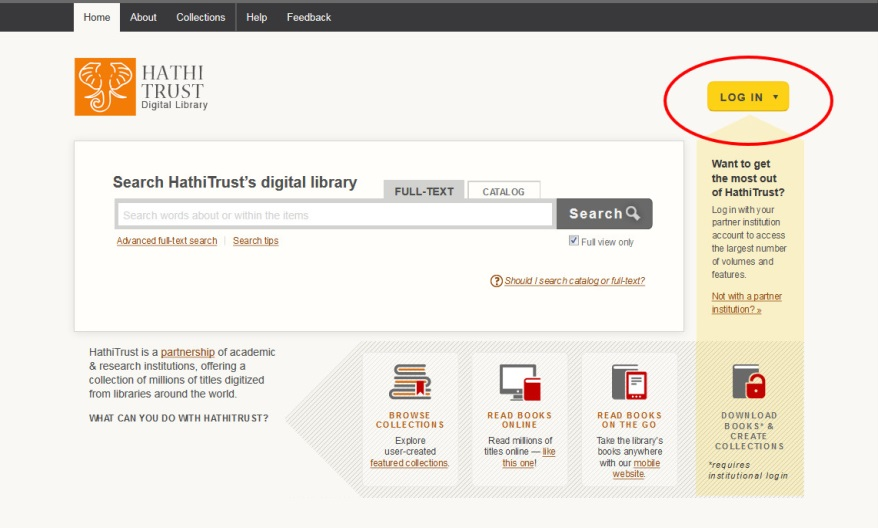 Home About Collections Help Feedback
HATHI
TRUST
Digital Library
LOG IN
Search HathiTrust's digital library
FULL-TEXT CATALOG
Search words about or within the items
Search
Advanced full-text search Search tips
Full view only
? Should I search catalog or full-text?
Want to get
the most out
of HathiTrust?
Log in with your
partner institution
account to access
the largest number
of volumes and
features.
Not with a partner
institution? »
HathiTrust is a partnership of academic
& research institutions, offering a
collection of millions of titles digitized
from libraries around the world.
WHAT CAN YOU DO WITH HATHITRUST?
BROWSE
COLLECTIONS
Explore
user-created
featured collections.
READ BOOKS
ONLINE
Read millions of
titles online — like
this one!
READ BOOKS
ON THE GO
Take the library's
books anywhere
with our mobile
website.
DOWNLOAD
BOOKS* &
CREATE
COLLECTIONS
*requires
institutional login